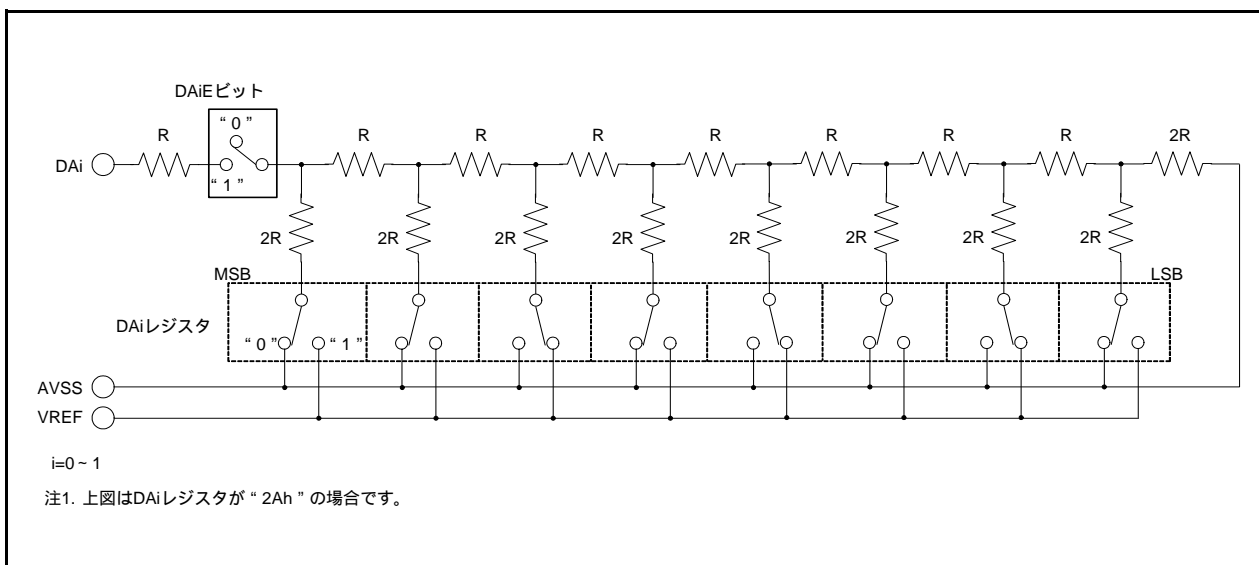 DAiEビット
“ 0 ”
“ 1 ”
DAi
R
R
R
R
R
R
R
R
2R
2R
2R
2R
2R
2R
2R
2R
2R
MSB
LSB
DAiレジスタ
“ 0 ”
“ 1 ”
AVSS
VREF
i=0 ~ 1
注1. 上図はDAiレジスタが “ 2Ah ” の場合です。